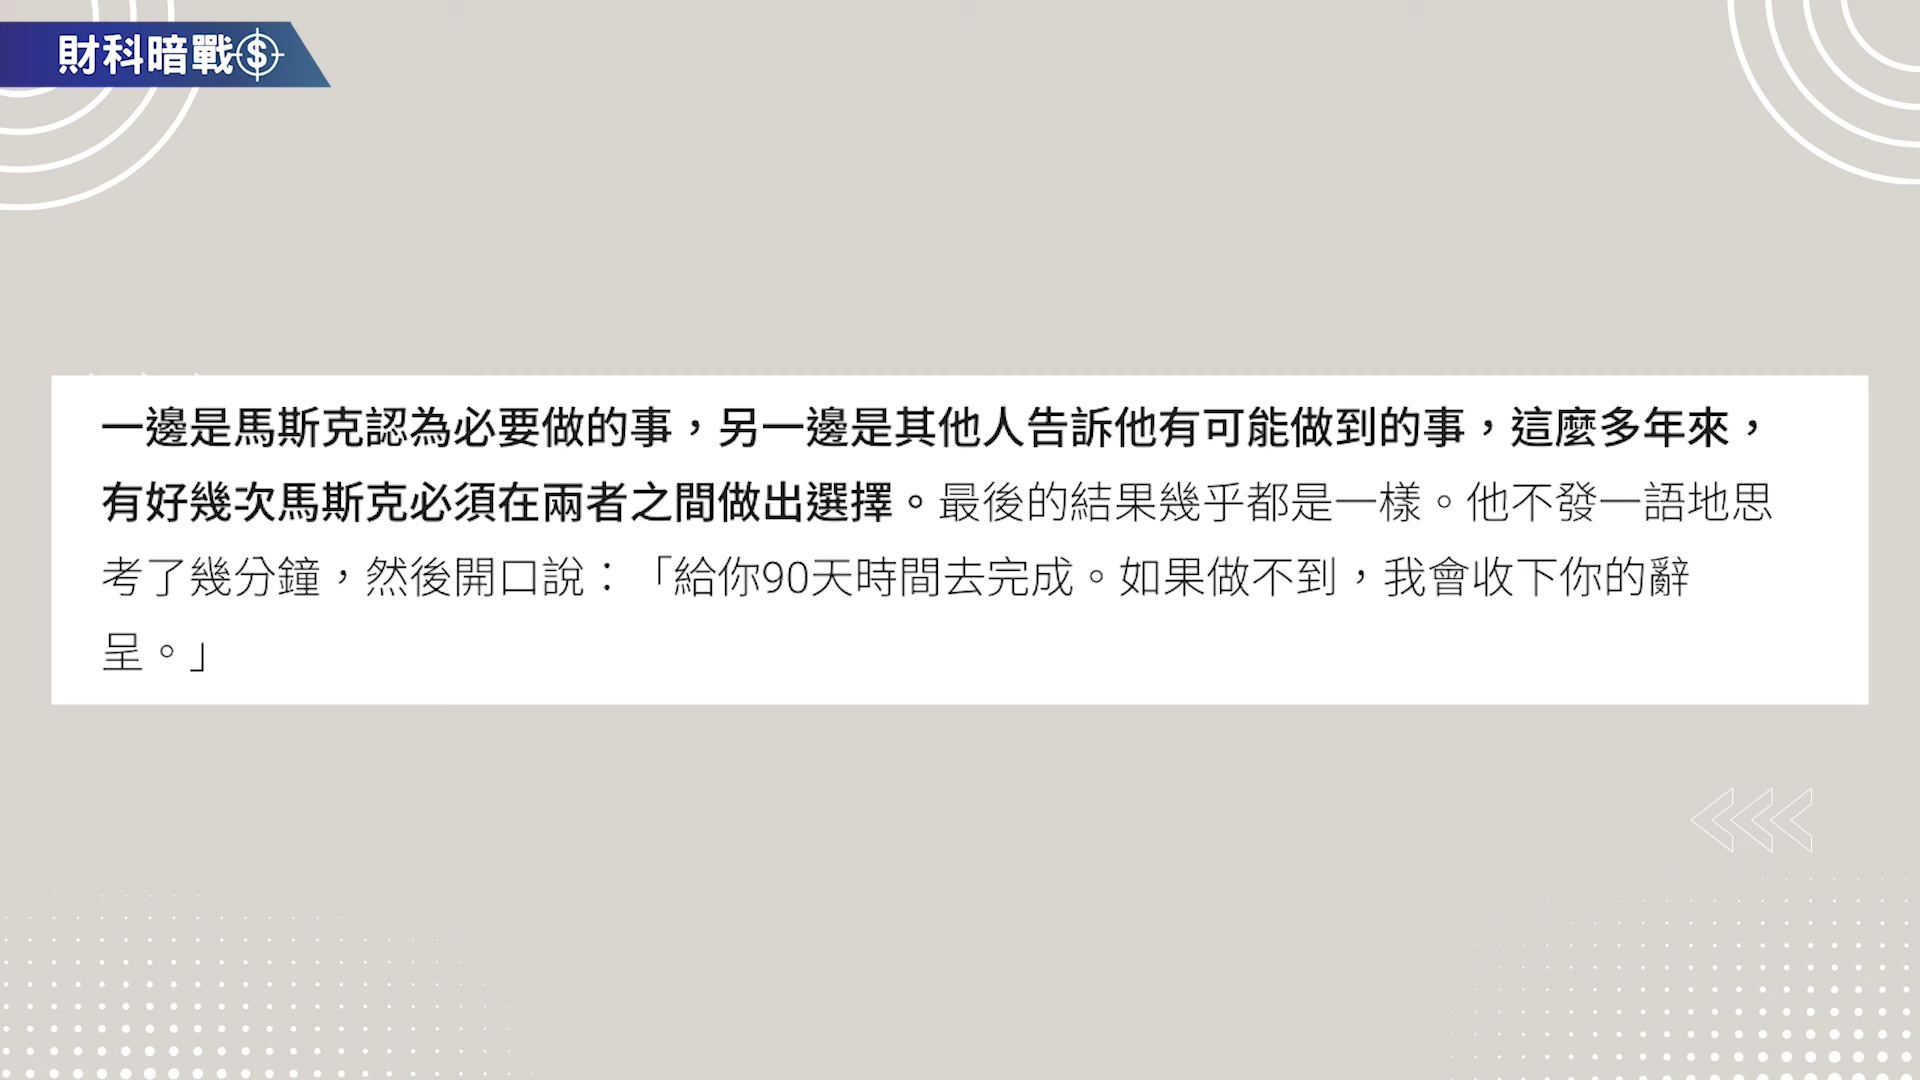 財科暗戰
一邊是馬斯克認為必要做的事，另一邊是其他人告訴他有可能做到的事，這麼多年來，
有好幾次馬斯克必須在兩者之間做出選擇。最後的結果幾乎都是一樣。他不發一語地思
考了幾分鐘，然後開口說：「給你90天時間去完成。如果做不到，我會收下你的辭
呈。」